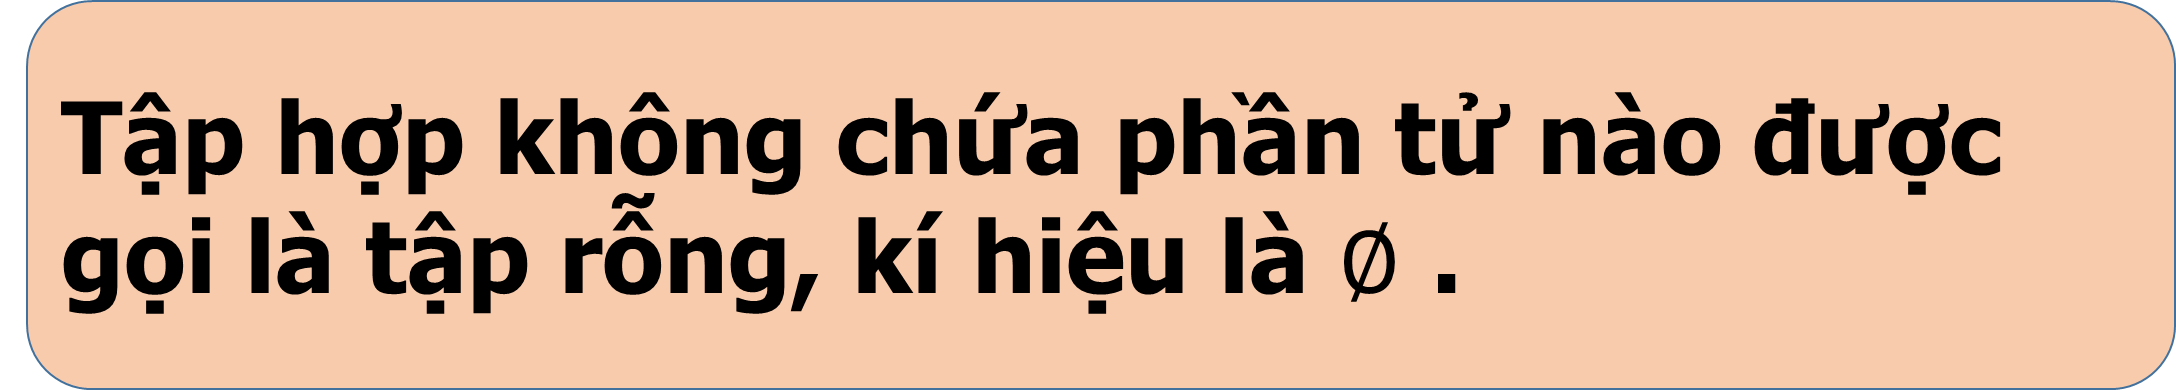 Tập hợp không chứa phần tử nào được
gọi là tập rỗng, kí hiệu là ∅ .